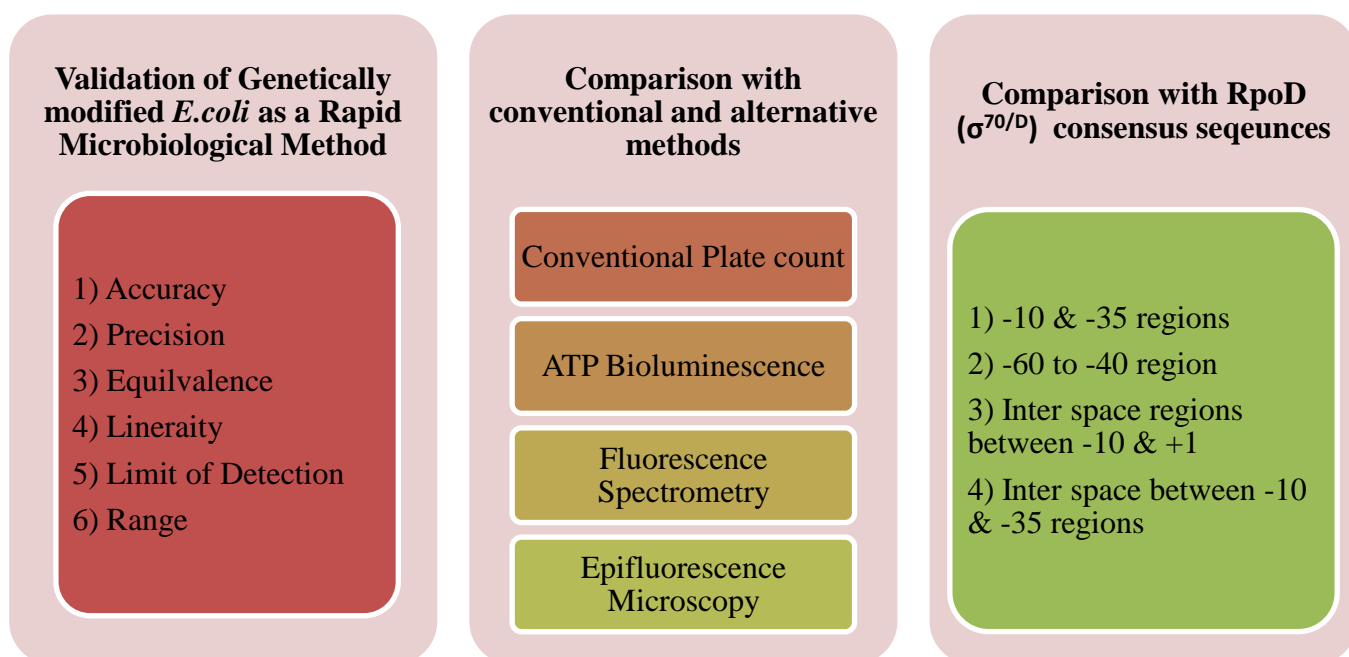 Validation of Genetically
modified E.coli as a Rapid
Microbiological Method
1) Accuracy
2) Precision
3) Equilvalence
4) Lineraity
5) Limit of Detection
6) Range
Comparison with
conventional and alternative
methods
Conventional Plate count
ATP Bioluminescence
Fluorescence
Spectrometry
Epifluorescence
Microscopy
Comparison with RpoD
(σ⁷⁰/ᴰ) consensus seqeunces
1) -10 & -35 regions
2) -60 to -40 region
3) Inter space regions
between -10 & +1
4) Inter space between -10
& -35 regions